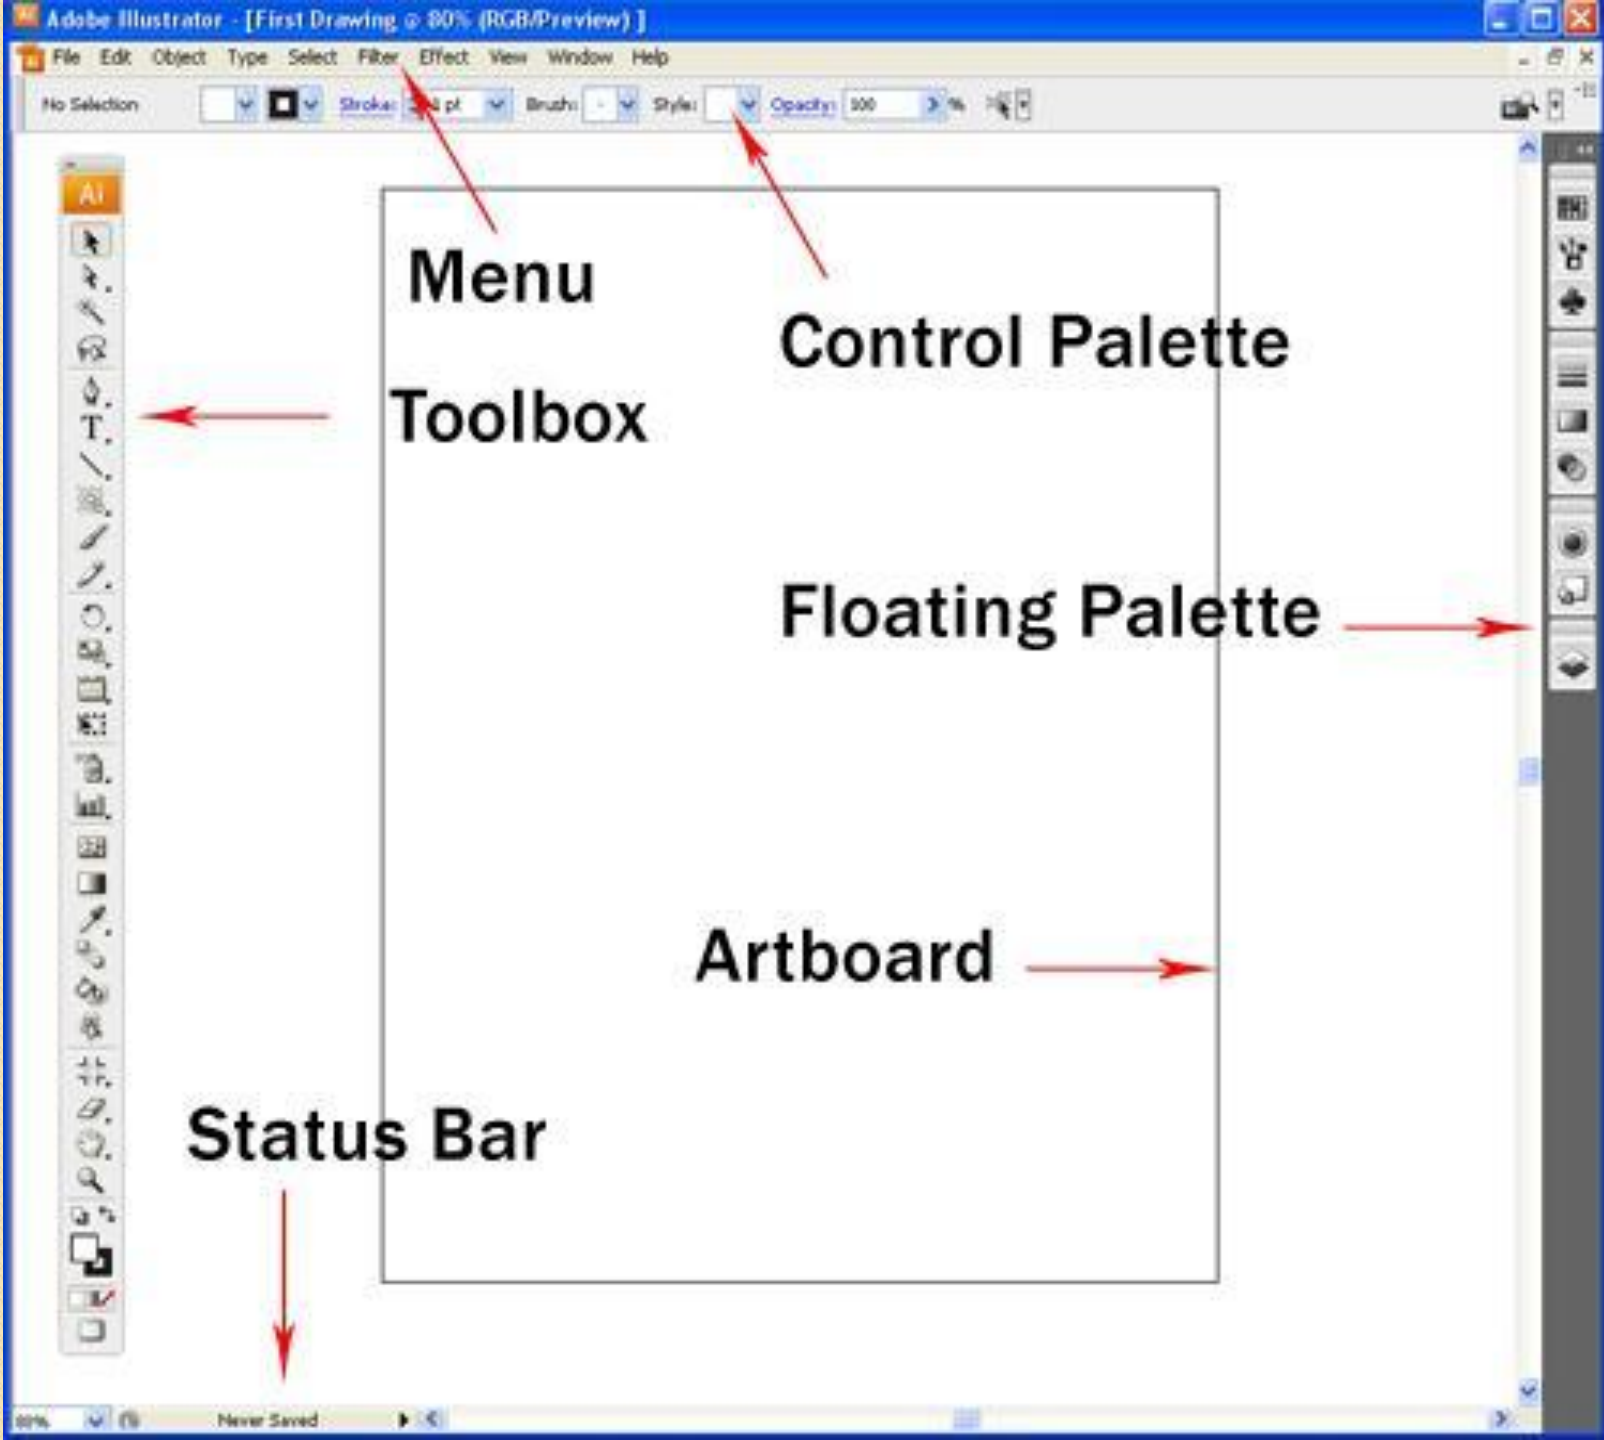 Adobe Illustrator - [First Drawing @ 80% (RGB/Preview) ]
File Edit Object Type Select Filter Effect View Window Help
No Selection Stroke: pt Brush: Style: Opacity: 100 %
Ai
Menu
Control Palette
Toolbox
T
Floating Palette
Artboard
Status Bar
80% Never Saved